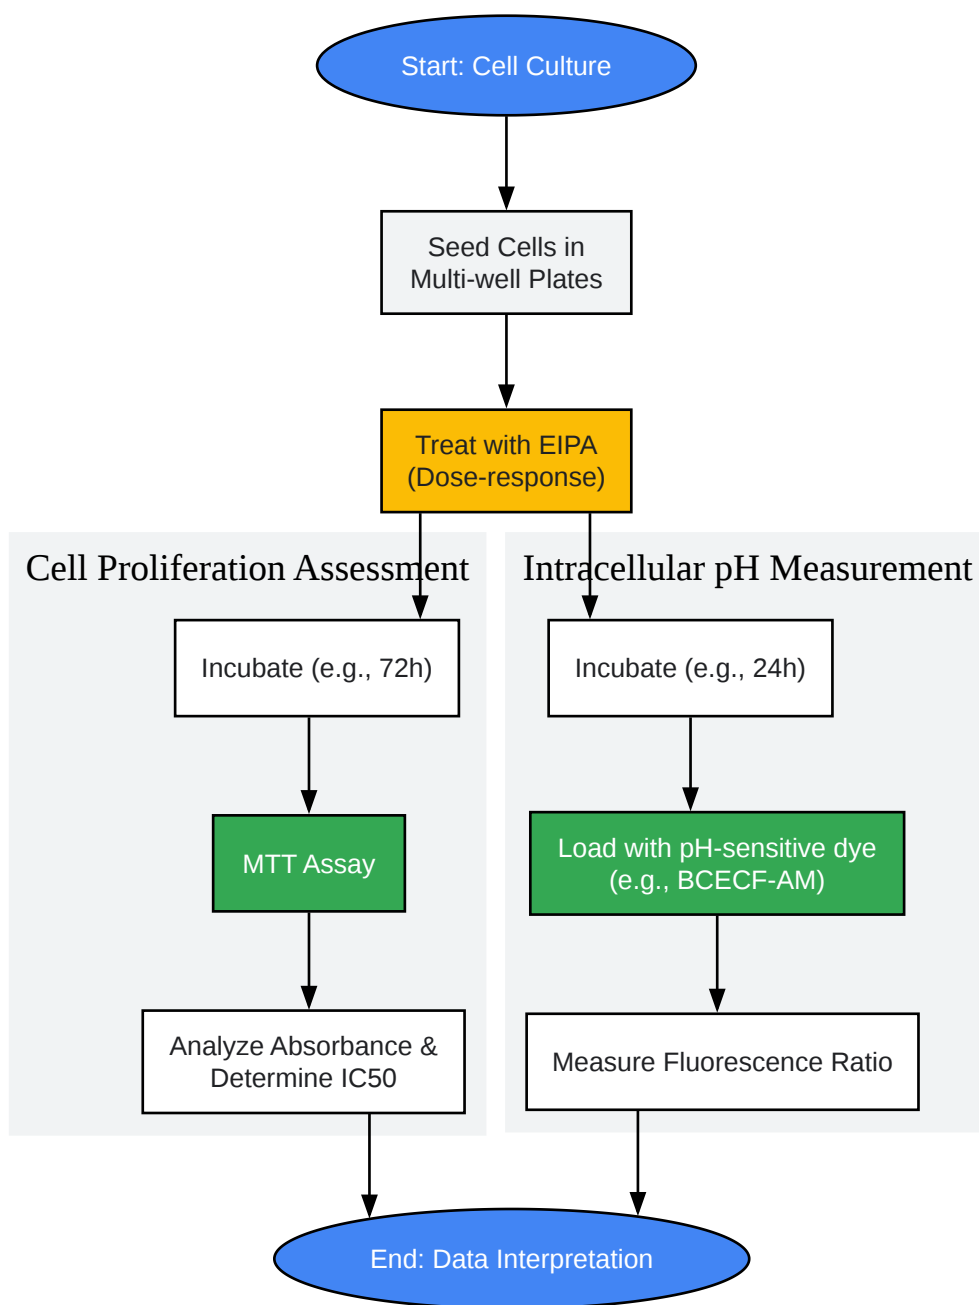 Start: Cell Culture
Seed Cells in
Multi-well Plates
Treat with EIPA
(Dose-response)
Cell Proliferation Assessment
Incubate (e.g., 72h)
MTT Assay
Analyze Absorbance &
Determine IC50
Intracellular pH Measurement
Incubate (e.g., 24h)
Load with pH-sensitive dye
(e.g., BCECF-AM)
Measure Fluorescence Ratio
End: Data Interpretation